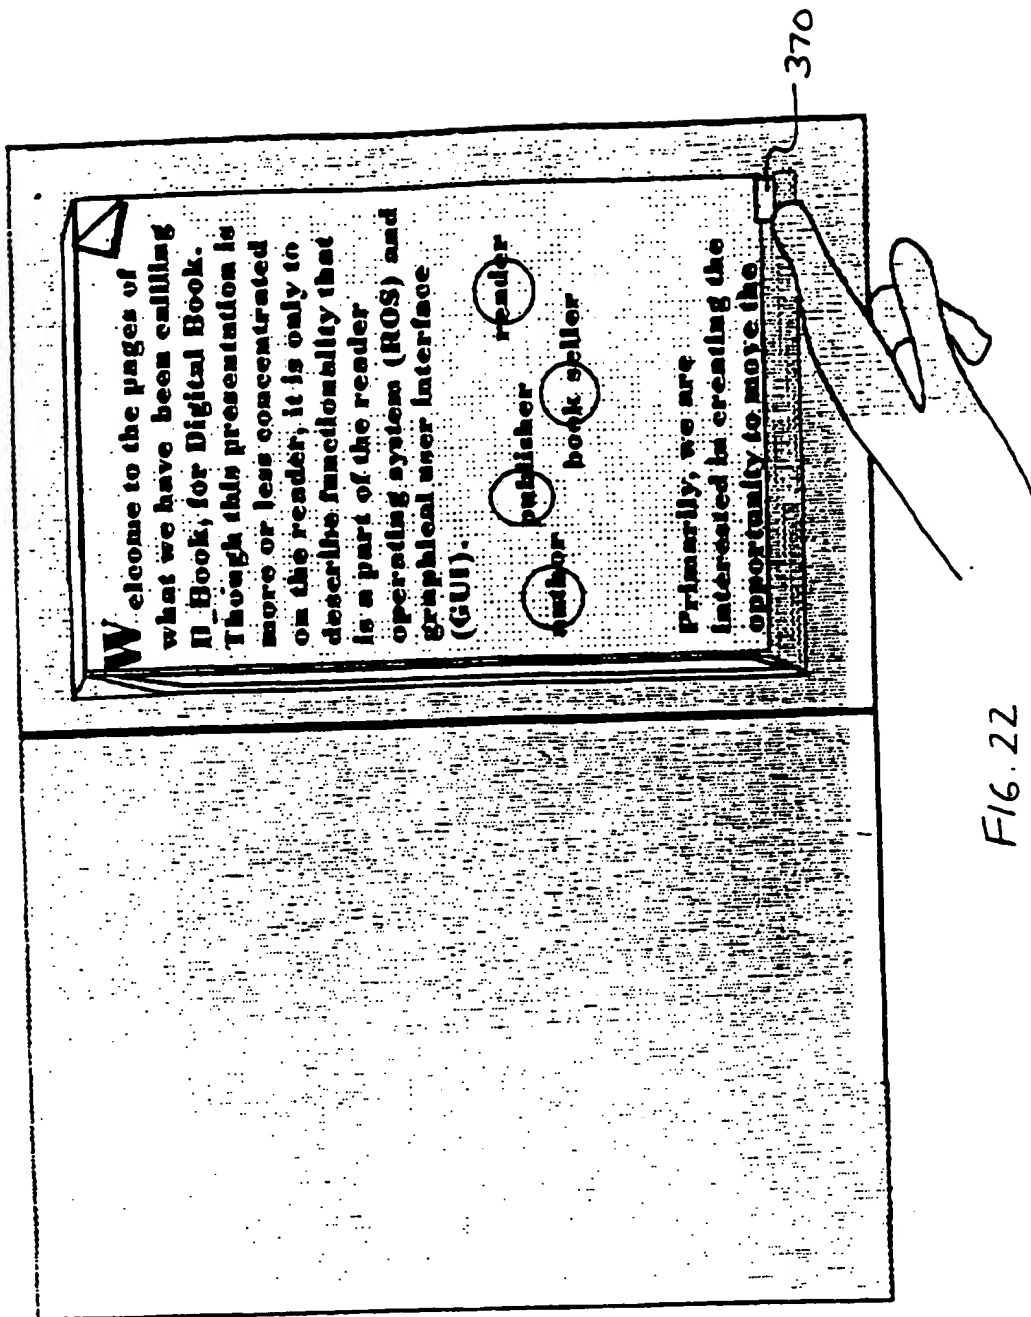 Welcome to the pages of
what we have been calling
D_Book, for Digital Book.
Though this presentation is
more or less concentrated
on the reader, it is only to
describe functionality that
is a part of the reader
operating system (ROS) and
graphical user interface
(GUI).
author
publisher
book seller
reader
Primarily, we are
interested in creating the
opportunity to move the
370
FIG. 22